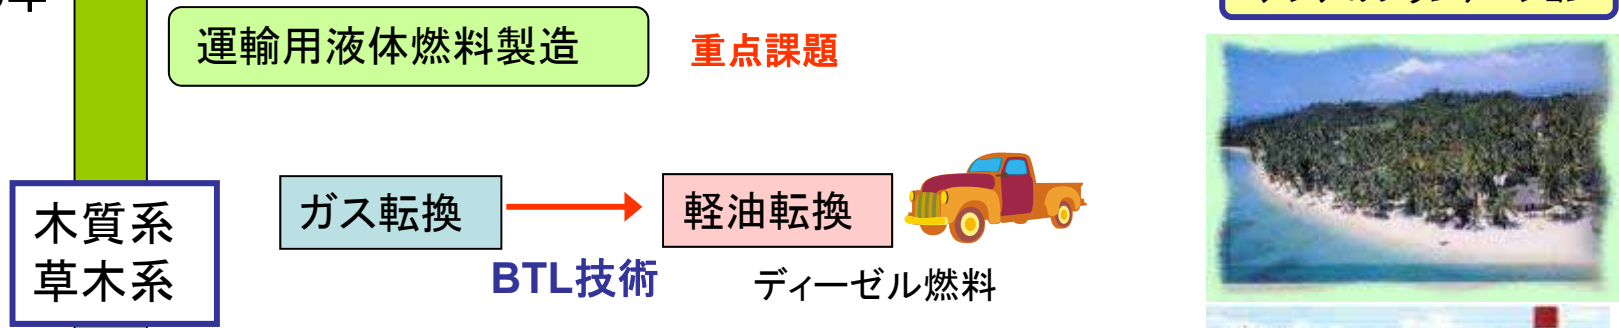 年
運輸用液体燃料製造
重点課題
木質系
草木系
ガス転換
軽油転換
BTL技術
ディーゼル燃料